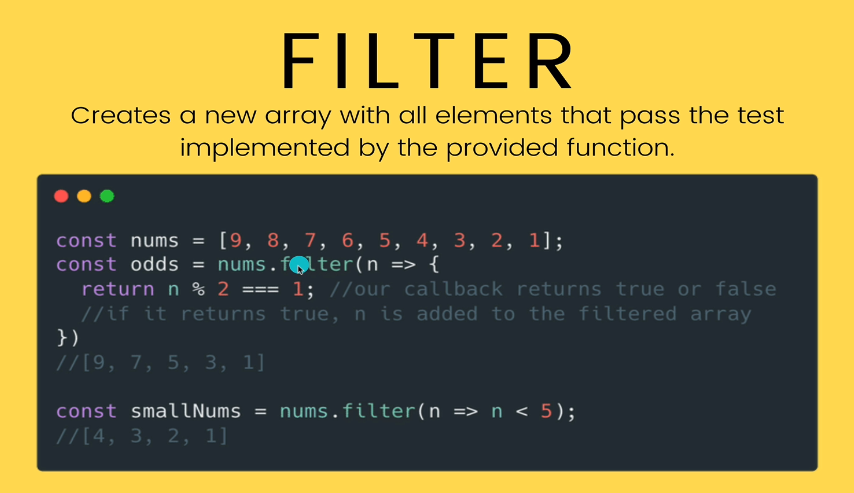 FILTER
Creates a new array with all elements that pass the test
implemented by the provided function.
const nums = [9, 8, 7, 6, 5, 4, 3, 2, 1];
const odds = nums.filter(n => {
  return n % 2 === 1; //our callback returns true or false
  //if it returns true, n is added to the filtered array
})
//[9, 7, 5, 3, 1]
const smallNums = nums.filter(n => n < 5);
//[4, 3, 2, 1]